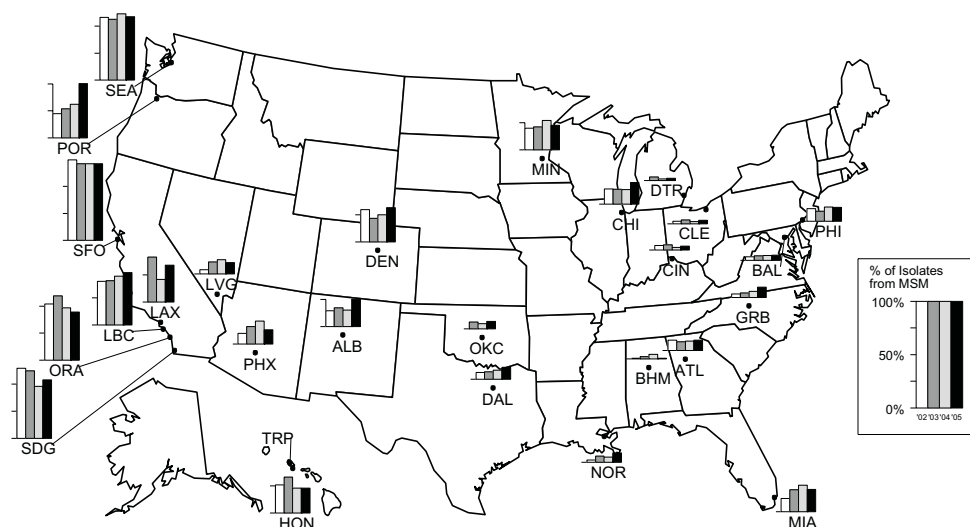 SEA
POR
SFO
MIN
DTR
CHI
CLE
PHI
CIN
BAL
DEN
LVG
LAX
LBC
ORA
SDG
PHX
ALB
OKC
DAL
GRB
BHM
ATL
NOR
MIA
TRP
HON
% of Isolates
from MSM
100%
50%
0%
'02 '03 '04 '05